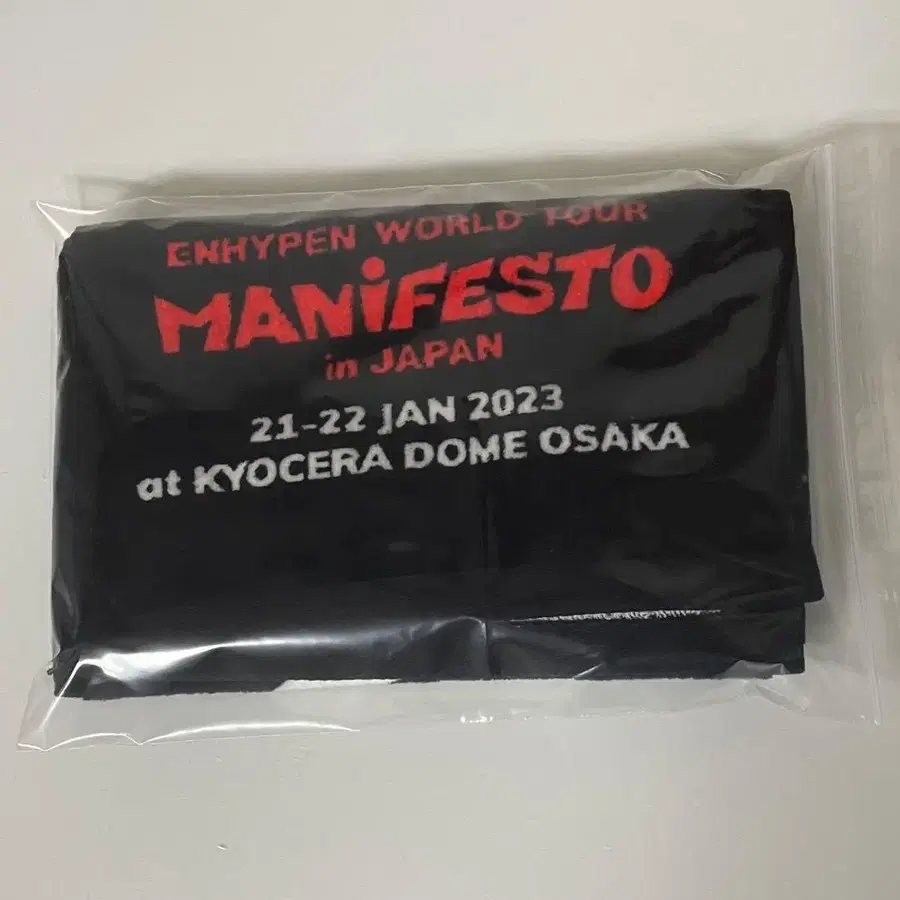 ENHYPEN WORLD TOUR
MANiFESTO
in JAPAN
21-22 JAN 2023
at KYOCERA DOME OSAKA